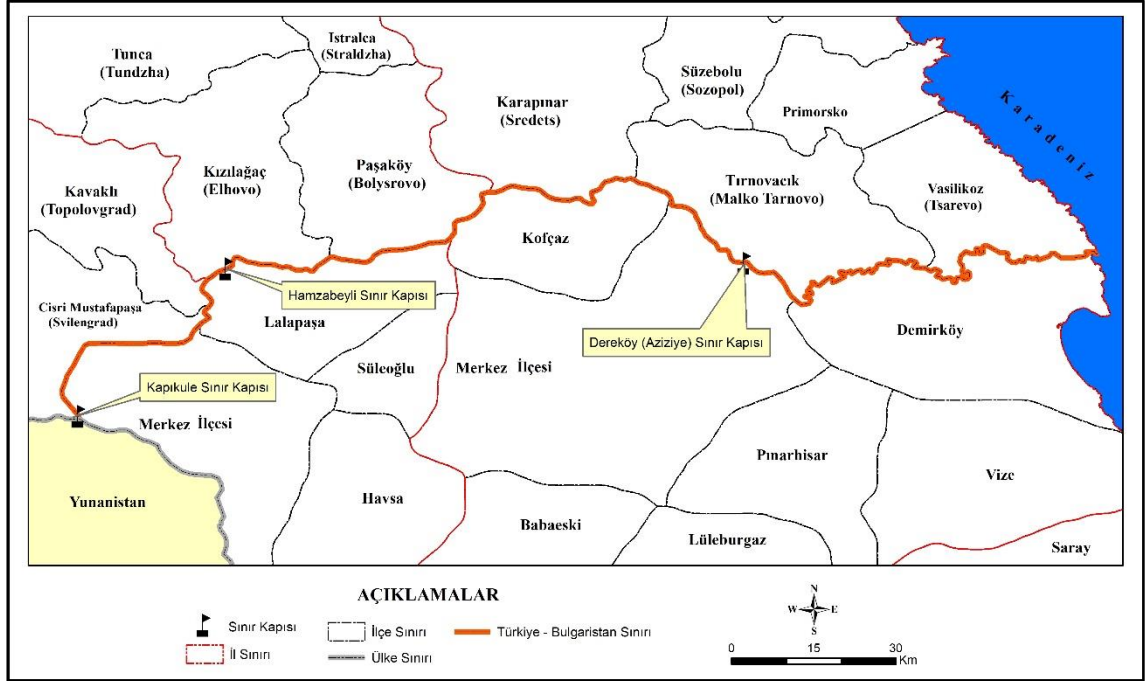 Tunca
(Tundzha)
Istralca
(Straldzha)
Karapınar
(Sredets)
Süzebolu
(Sozopol)
Primorsko
Karadeniz
Kavaklı
(Topolovgrad)
Kızılağaç
(Elhovo)
Paşaköy
(Bolysrovo)
Tırnovacık
(Malko Tarnovo)
Vasilikoz
(Tsarevo)
Kofçaz
Cisri Mustafapaşa
(Svilengrad)
Hamzabeyli Sınır Kapısı
Lalapaşa
Süleoğlu
Merkez İlçesi
Dereköy (Aziziye) Sınır Kapısı
Demirköy
Kapıkule Sınır Kapısı
Merkez İlçesi
Yunanistan
Havsa
Babaeski
Pınarhisar
Lüleburgaz
Vize
Saray
AÇIKLAMALAR
Sınır Kapısı
İlçe Sınırı
Türkiye - Bulgaristan Sınırı
İl Sınırı
Ülke Sınırı
N
W E
S
0 15 30
Km